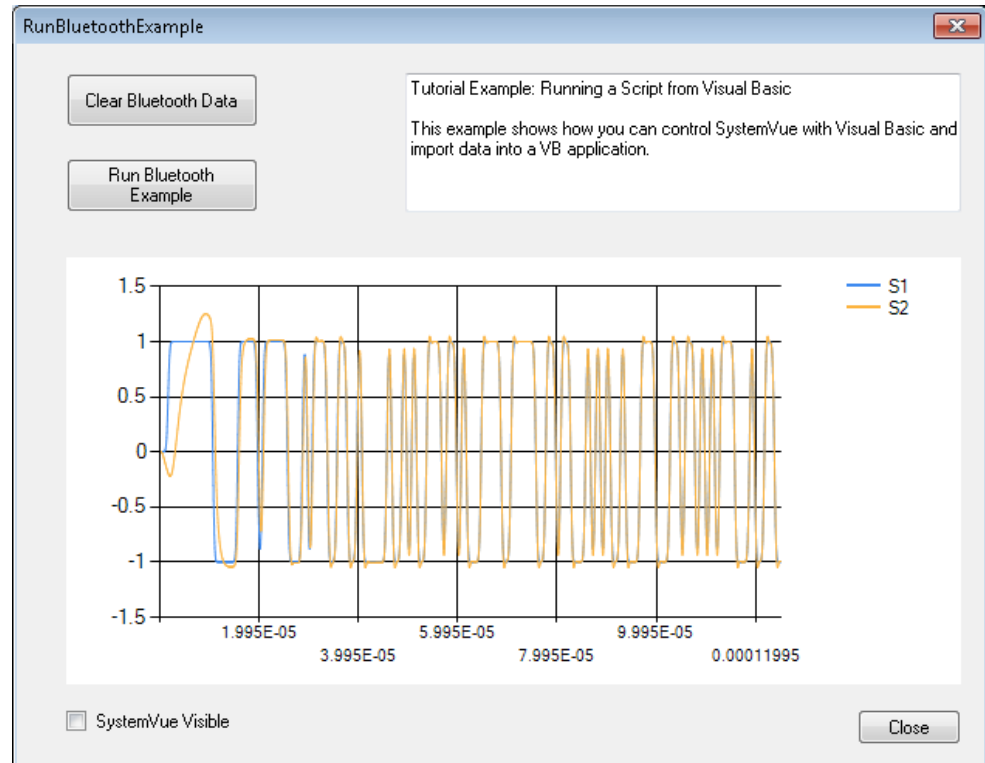 RunBluetoothExample
Clear Bluetooth Data
Run Bluetooth
Example
Tutorial Example: Running a Script from Visual Basic
This example shows how you can control SystemVue with Visual Basic and
import data into a VB application.
1.5
1
0.5
0
-0.5
-1
-1.5
S1
S2
1.995E-05
5.995E-05
9.995E-05
3.995E-05
7.995E-05
0.00011995
SystemVue Visible
Close